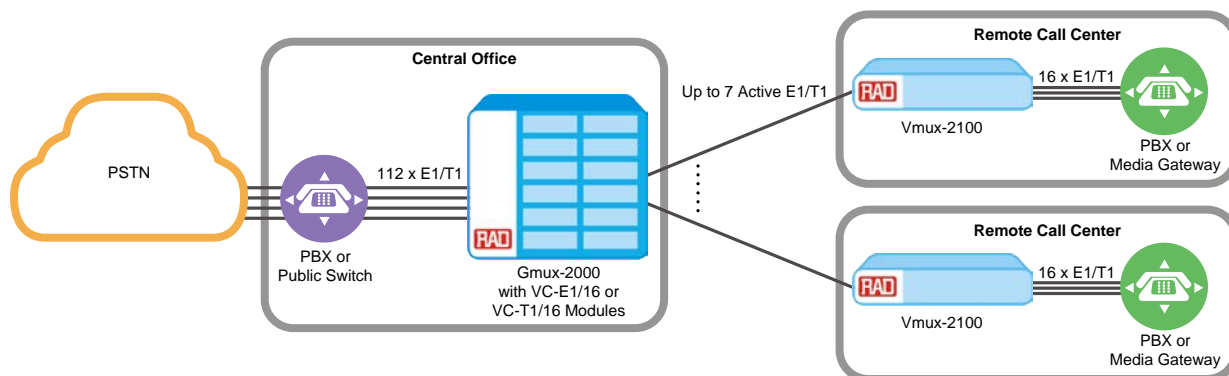 PSTN
Central Office
PBX or
Public Switch
112 x E1/T1
RAD
Gmux-2000
with VC-E1/16 or
VC-T1/16 Modules
Up to 7 Active E1/T1
Remote Call Center
RAD
Vmux-2100
16 x E1/T1
PBX or
Media Gateway
Remote Call Center
RAD
Vmux-2100
16 x E1/T1
PBX or
Media Gateway